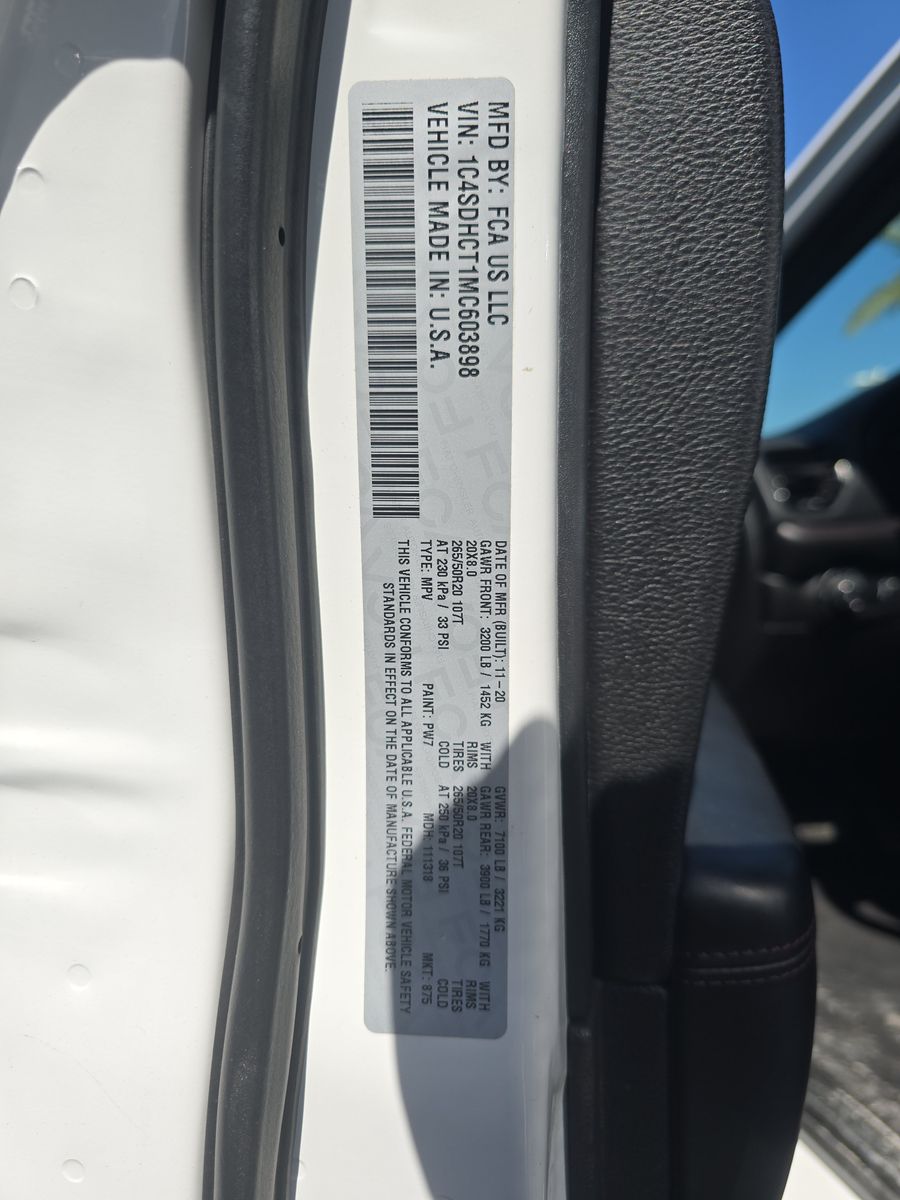 MFD BY: FCA US LLC
VIN: 1C4SDHCT1MC603898
VEHICLE MADE IN: U.S.A.
DATE OF MFR (BUILT): 11-20 GVWR: 7100 LB / 3221 KG
GAWR FRONT: 3200 LB / 1452 KG WITH GAWR REAR: 3900 LB / 1770 KG WITH
20X8.0 RIMS 20X8.0 RIMS
265/50R20 107T TIRES 265/50R20 107T TIRES
AT 230 kPa / 33 PSI COLD AT 250 kPa / 36 PSI COLD
TYPE: MPV PAINT: PW7 MDH: 111318 MKT: 875
THIS VEHICLE CONFORMS TO ALL APPLICABLE U.S.A. FEDERAL MOTOR VEHICLE SAFETY
STANDARDS IN EFFECT ON THE DATE OF MANUFACTURE SHOWN ABOVE.